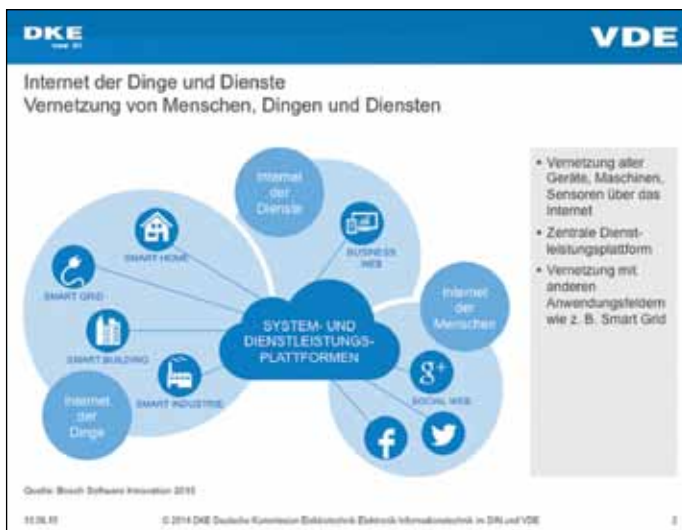 DKE
VDE
Internet der Dinge und Dienste
Vernetzung von Menschen, Dingen und Diensten
Internet
der
Dienste
SMART HOME
BUSINESS
WEB
SMART GRID
Internet
der
Menschen
SYSTEM- UND
DIENSTLEISTUNGS-
PLATTFORMEN
SMART BUILDING
SMART INDUSTRIE
g+
SOCIAL WEB
Internet
der
Dinge
f
• Vernetzung aller
Geräte, Maschinen,
Sensoren über das
Internet
• Zentrale Dienst-
leistungsplattform
• Vernetzung mit
anderen
Anwendungsfeldern
wie z. B. Smart Grid
Quelle: Bosch Software Innovation
© 2014 DKE Deutsche Kommission Elektrotechnik Elektronik Informationstechnik im DIN und VDE